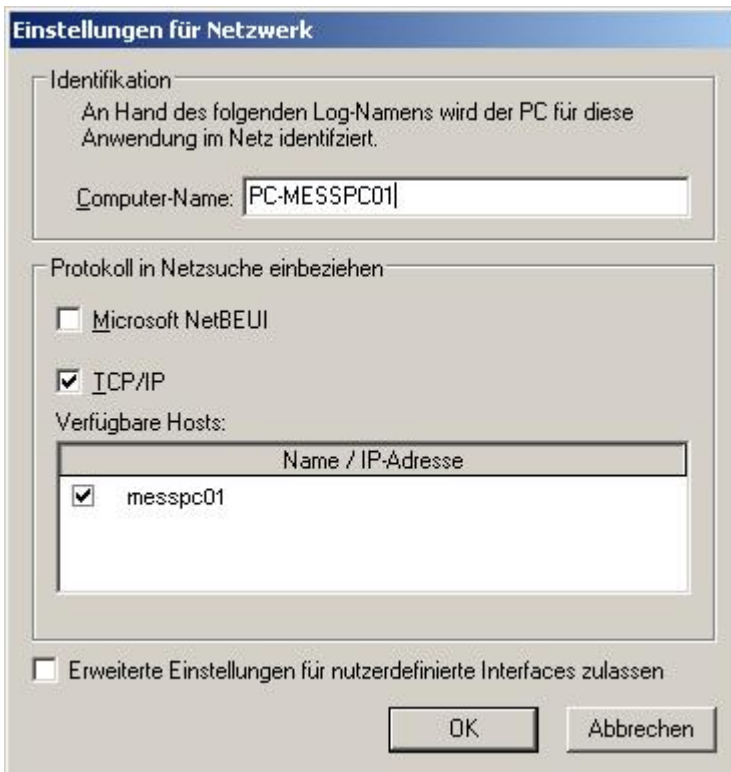 Einstellungen für Netzwerk
Identifikation
An Hand des folgenden Log-Namens wird der PC für diese
Anwendung im Netz identifziert.
Computer-Name: PC-MESSPC01
Protokoll in Netzsuche einbeziehen
Microsoft NetBEUI
TCP/IP
Verfügbare Hosts:
Name / IP-Adresse
messpc01
Erweiterte Einstellungen für nutzerdefinierte Interfaces zulassen
OK Abbrechen